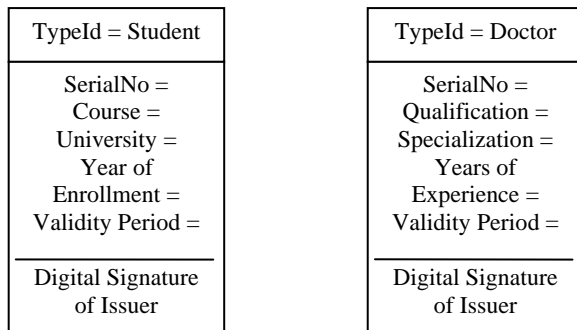 TypeId = Student
SerialNo =
Course =
University =
Year of
Enrollment =
Validity Period =
Digital Signature
of Issuer
TypeId = Doctor
SerialNo =
Qualification =
Specialization =
Years of
Experience =
Validity Period =
Digital Signature
of Issuer